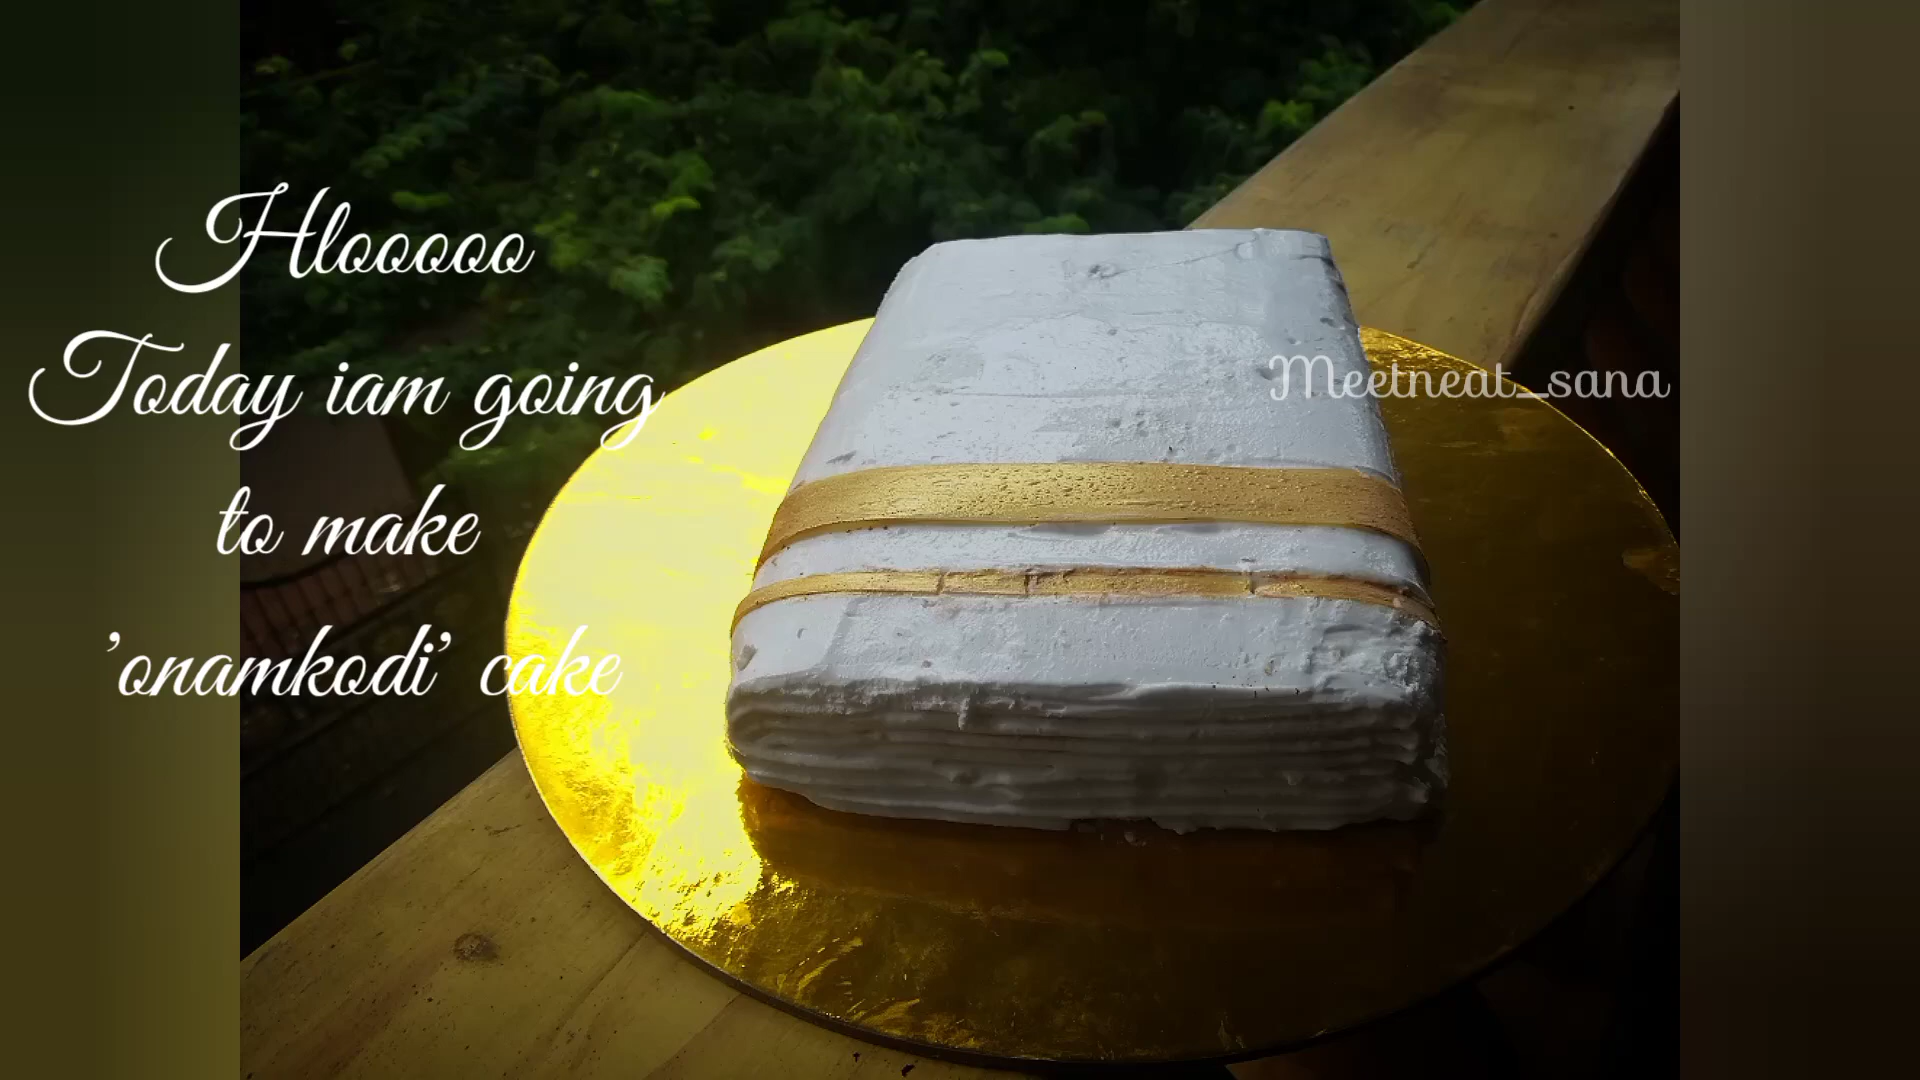 Hlooooo
Today iam going
to make
'onamkodi' cake
Meetneat_sana